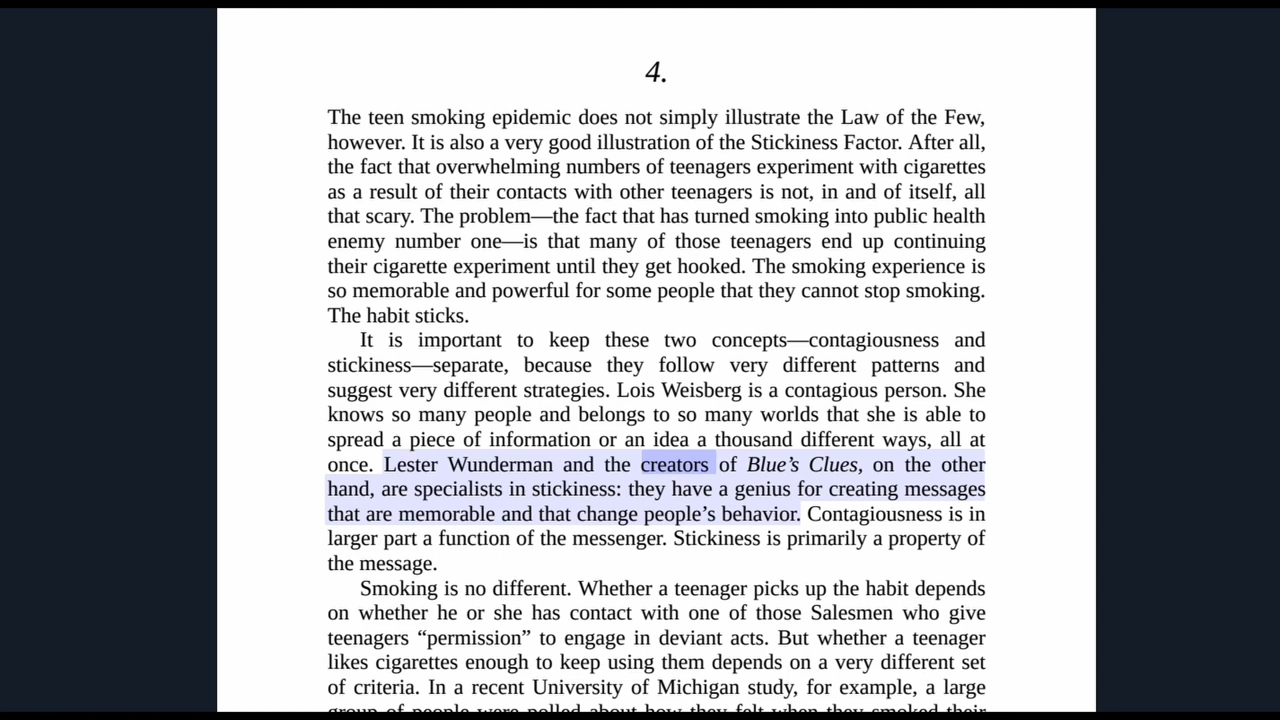 4.
The teen smoking epidemic does not simply illustrate the Law of the Few,
however. It is also a very good illustration of the Stickiness Factor. After all,
the fact that overwhelming numbers of teenagers experiment with cigarettes
as a result of their contacts with other teenagers is not, in and of itself, all
that scary. The problem—the fact that has turned smoking into public health
enemy number one—is that many of those teenagers end up continuing
their cigarette experiment until they get hooked. The smoking experience is
so memorable and powerful for some people that they cannot stop smoking.
The habit sticks.
It is important to keep these two concepts—contagiousness and
stickiness—separate, because they follow very different patterns and
suggest very different strategies. Lois Weisberg is a contagious person. She
knows so many people and belongs to so many worlds that she is able to
spread a piece of information or an idea a thousand different ways, all at
once. Lester Wunderman and the creators of Blue’s Clues, on the other
hand, are specialists in stickiness: they have a genius for creating messages
that are memorable and that change people’s behavior. Contagiousness is in
larger part a function of the messenger. Stickiness is primarily a property of
the message.
Smoking is no different. Whether a teenager picks up the habit depends
on whether he or she has contact with one of those Salesmen who give
teenagers “permission” to engage in deviant acts. But whether a teenager
likes cigarettes enough to keep using them depends on a very different set
of criteria. In a recent University of Michigan study, for example, a large
group of people were polled about how they felt when they smoked their